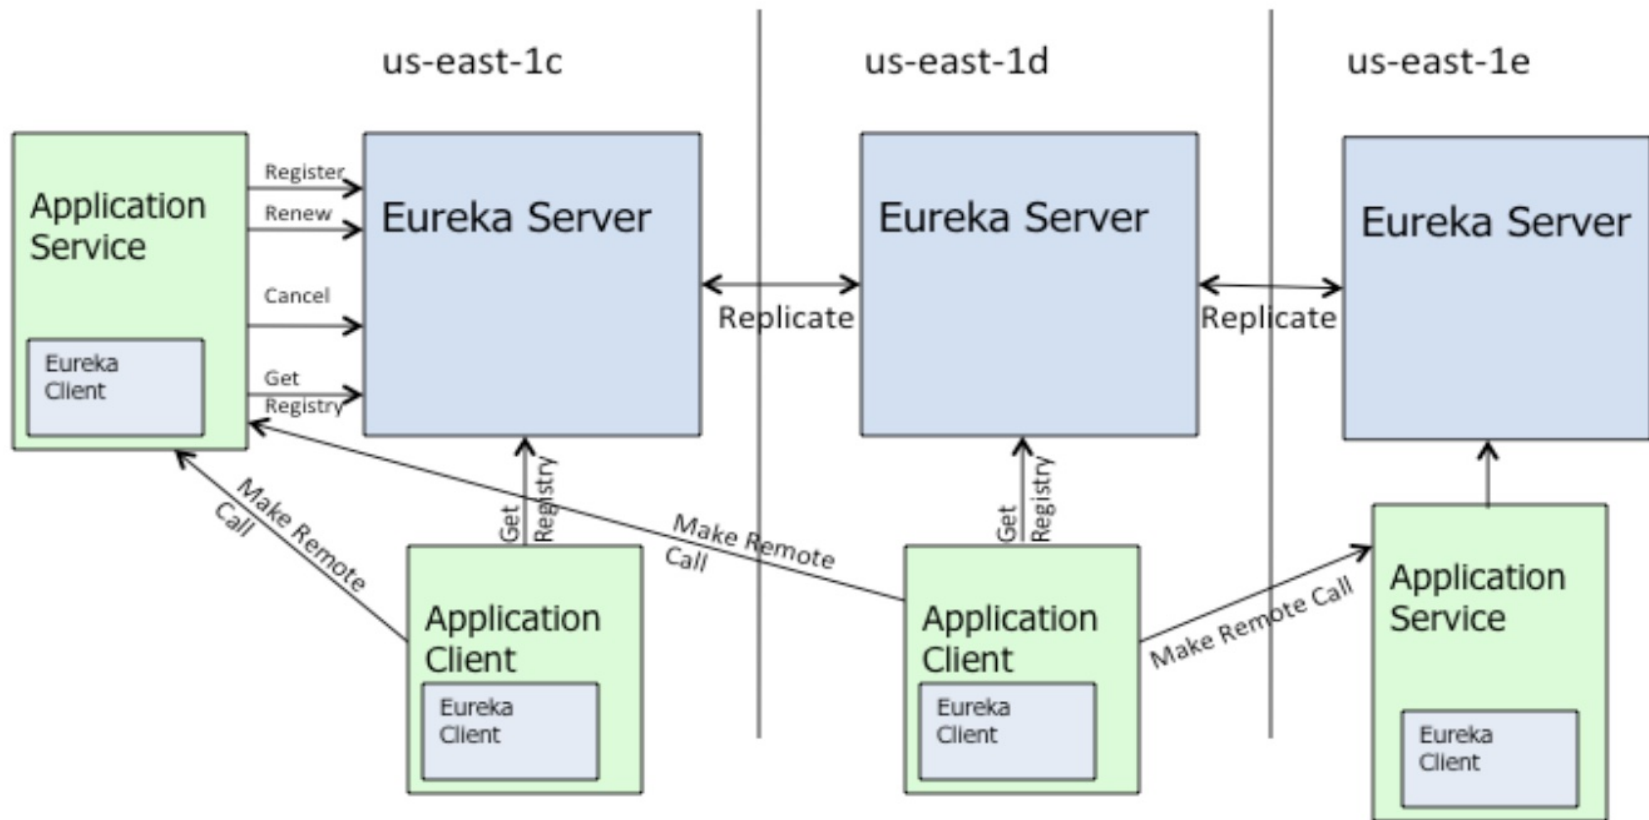 us-east-1c
us-east-1d
us-east-1e
Application
Service
Eureka
Client
Register
Renew
Cancel
Get
Registry
Eureka Server
Replicate
Eureka Server
Replicate
Eureka Server
Make Remote
Call
Get
Registry
Make Remote
Call
Get
Registry
Make Remote Call
Application
Client
Eureka
Client
Application
Client
Eureka
Client
Application
Service
Eureka
Client